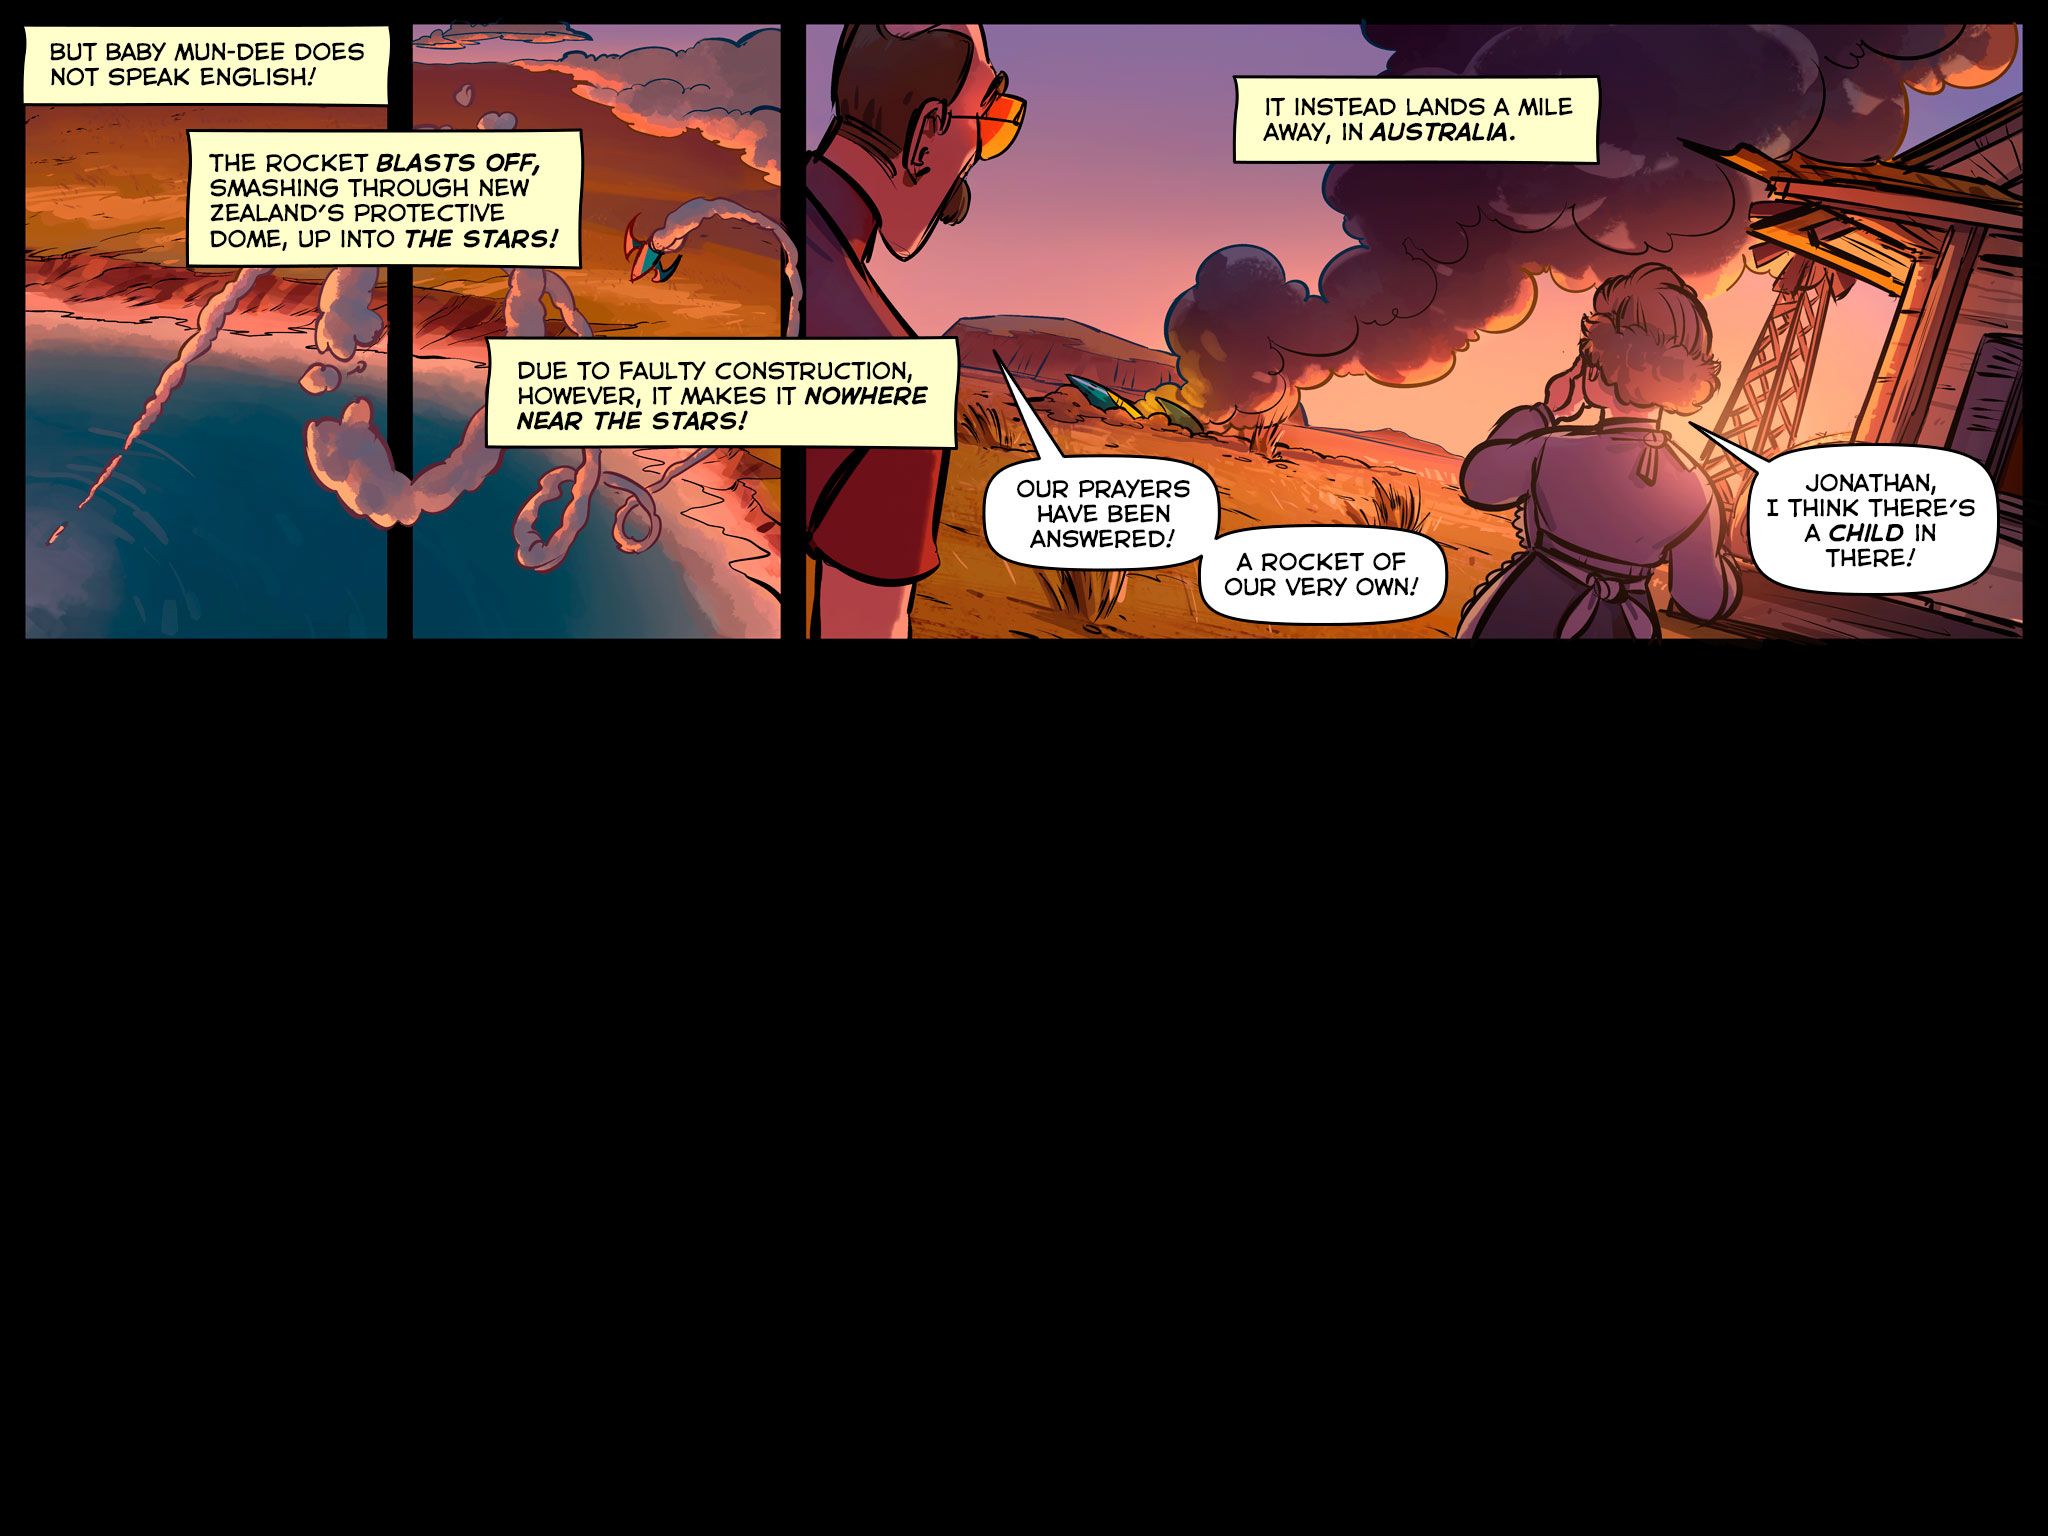 BUT BABY MUN-DEE DOES
NOT SPEAK ENGLISH!
THE ROCKET BLASTS OFF,
SMASHING THROUGH NEW
ZEALAND'S PROTECTIVE
DOME, UP INTO THE STARS!
DUE TO FAULTY CONSTRUCTION,
HOWEVER, IT MAKES IT NOWHERE
NEAR THE STARS!
IT INSTEAD LANDS A MILE
AWAY, IN AUSTRALIA.
OUR PRAYERS
HAVE BEEN
ANSWERED!
A ROCKET OF
OUR VERY OWN!
JONATHAN,
I THINK THERE'S
A CHILD IN
THERE!